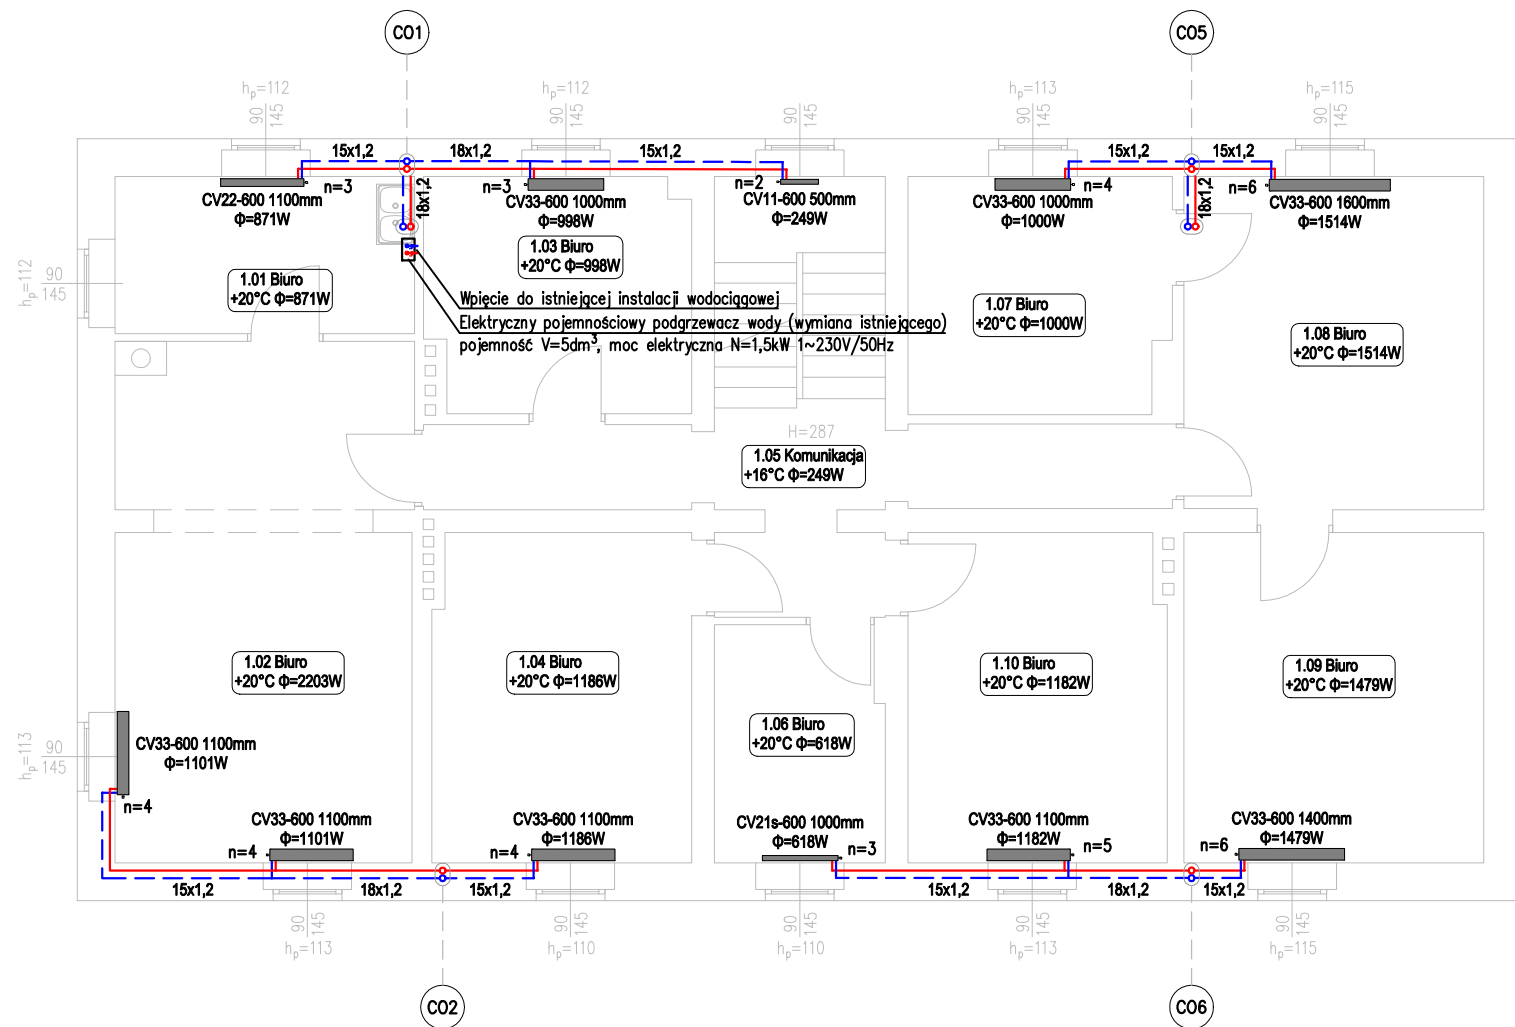 CO1
CO5
hp=112
90
145
hp=112
90
145
90
145
hp=113
90
145
hp=115
90
145
15x1,2
18x1,2
15x1,2
15x1,2
15x1,2
n=3
18x1,2
n=3
n=2
n=4
18x1,2
n=6
CV22-600 1100mm
Φ=871W
CV33-600 1000mm
Φ=998W
CV11-600 500mm
Φ=249W
CV33-600 1000mm
Φ=1000W
CV33-600 1600mm
Φ=1514W
1.03 Biuro
+20°C Φ=998W
hp=112
90
145
1.01 Biuro
+20°C Φ=871W
Wpięcie do istniejącej instalacji wodociągowej
Elektryczny pojemnościowy podgrzewacz wody (wymiana istniejącego)
pojemność V=5dm³, moc elektryczna N=1,5kW 1~230V/50Hz
1.07 Biuro
+20°C Φ=1000W
1.08 Biuro
+20°C Φ=1514W
H=287
1.05 Komunikacja
+16°C Φ=249W
1.02 Biuro
+20°C Φ=2203W
1.04 Biuro
+20°C Φ=1186W
1.10 Biuro
+20°C Φ=1182W
1.09 Biuro
+20°C Φ=1479W
1.06 Biuro
+20°C Φ=618W
hp=113
90
145
CV33-600 1100mm
Φ=1101W
n=4
CV33-600 1100mm
Φ=1101W
n=4
CV33-600 1100mm
Φ=1186W
n=4
CV21s-600 1000mm
Φ=618W
n=3
CV33-600 1100mm
Φ=1182W
n=5
CV33-600 1400mm
Φ=1479W
n=6
15x1,2
18x1,2
15x1,2
15x1,2
18x1,2
15x1,2
90
145
hp=113
90
145
hp=110
90
145
hp=110
90
145
hp=113
90
145
hp=115
CO2
CO6